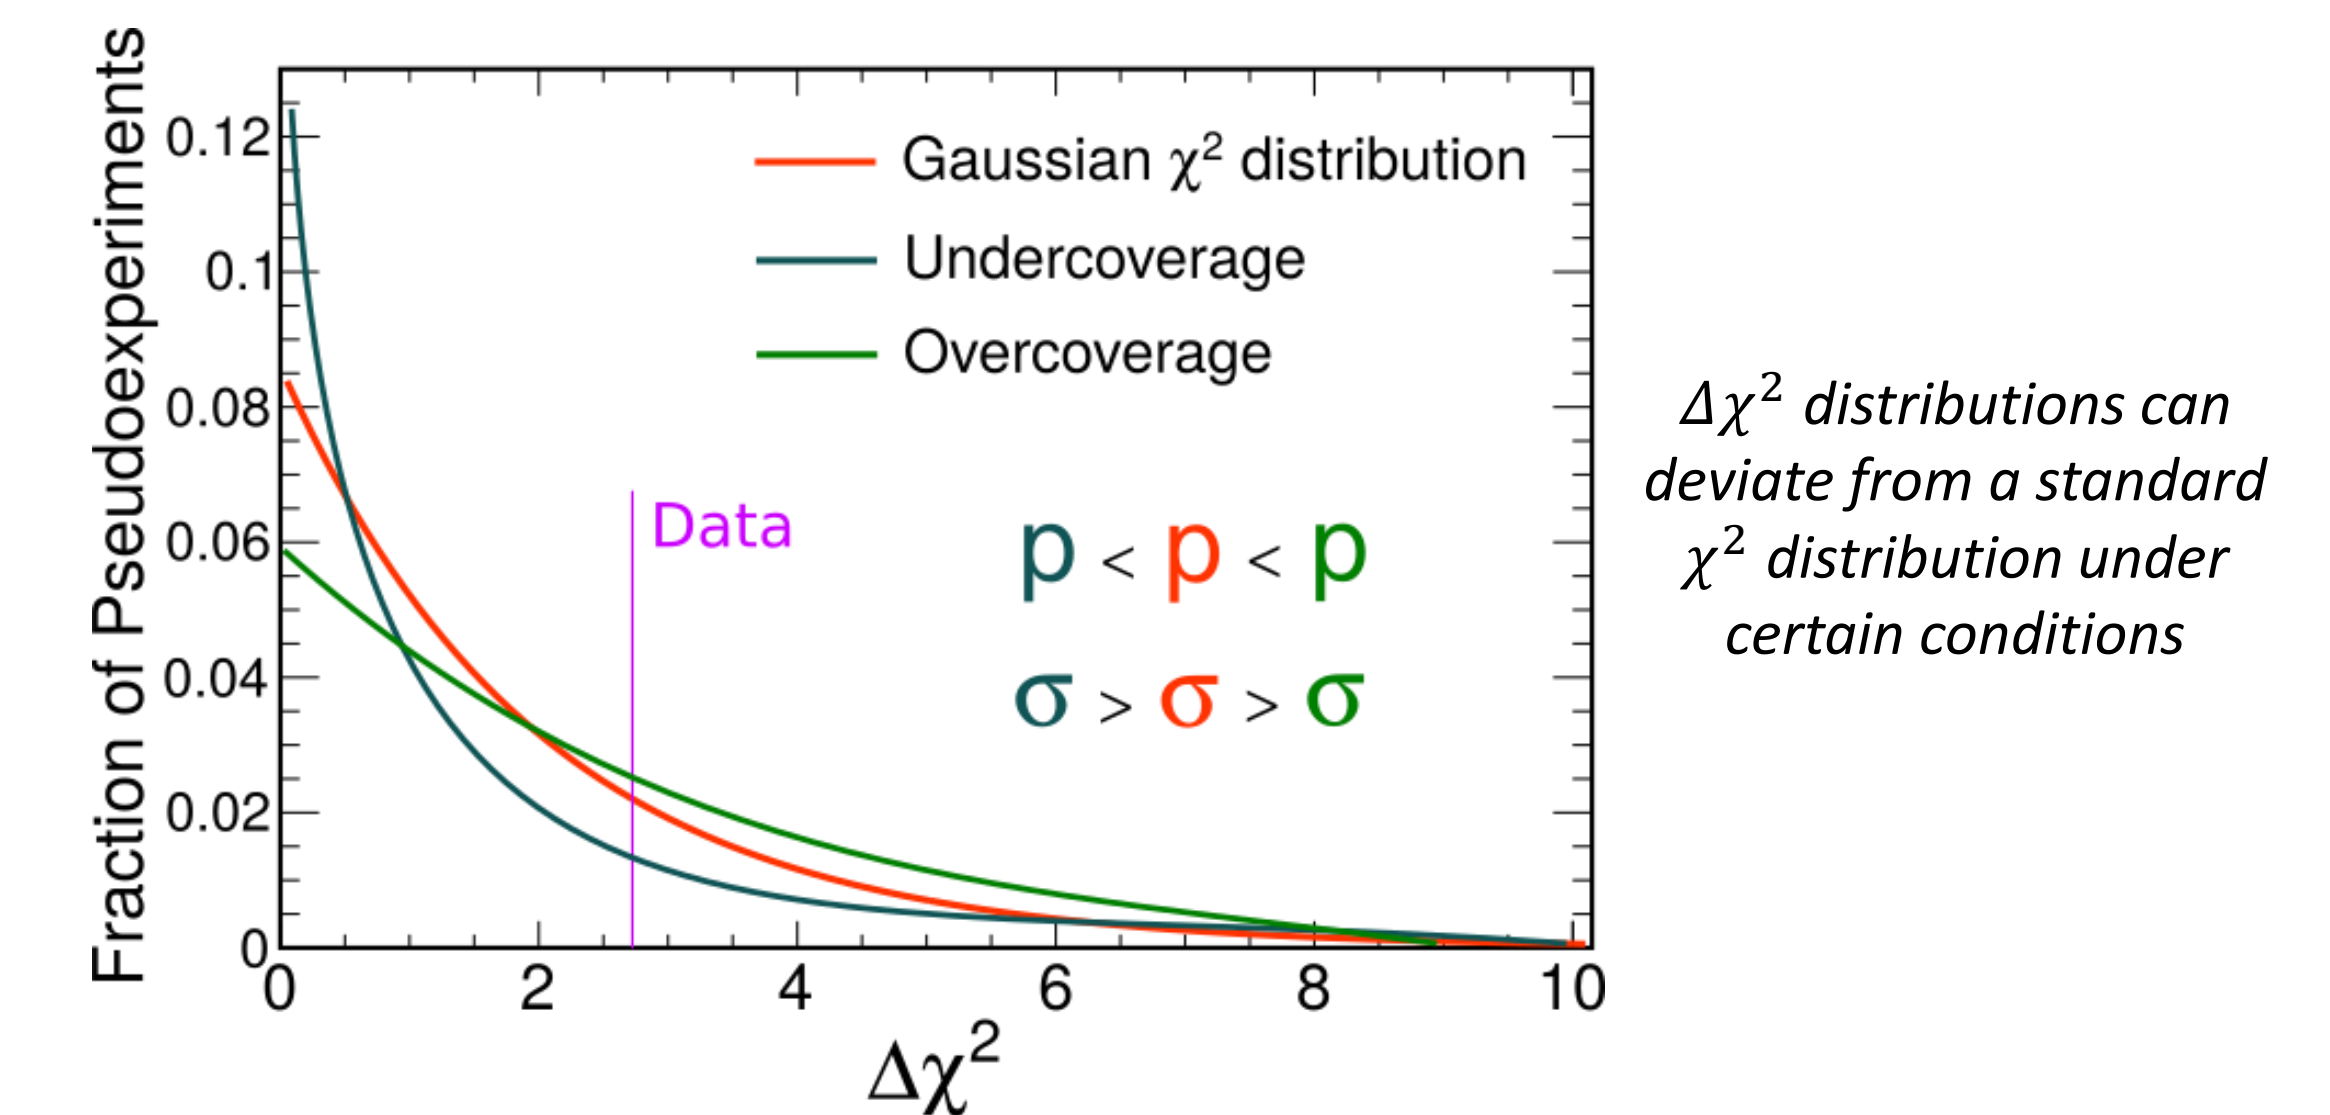 Fraction of Pseudoexperiments
0.12
0.1
0.08
0.06
0.04
0.02
0
0 2 4 6 8 10
Δχ²
Gaussian χ² distribution
Undercoverage
Overcoverage
Data
p < p < p
σ > σ > σ
Δχ² distributions can
deviate from a standard
χ² distribution under
certain conditions